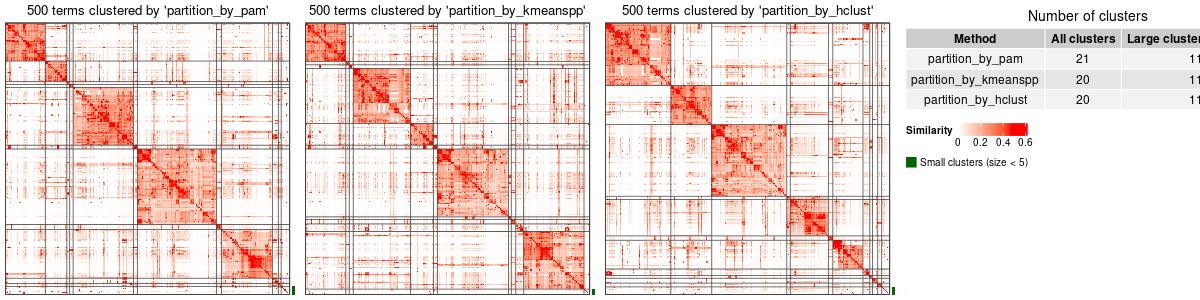 500 terms clustered by 'partition_by_pam'
500 terms clustered by 'partition_by_kmeanspp'
500 terms clustered by 'partition_by_hclust'
Number of clusters
Method All clusters Large cluster
partition_by_pam 21 11
partition_by_kmeanspp 20 11
partition_by_hclust 20 11
Similarity
0 0.2 0.4 0.6
Small clusters (size < 5)